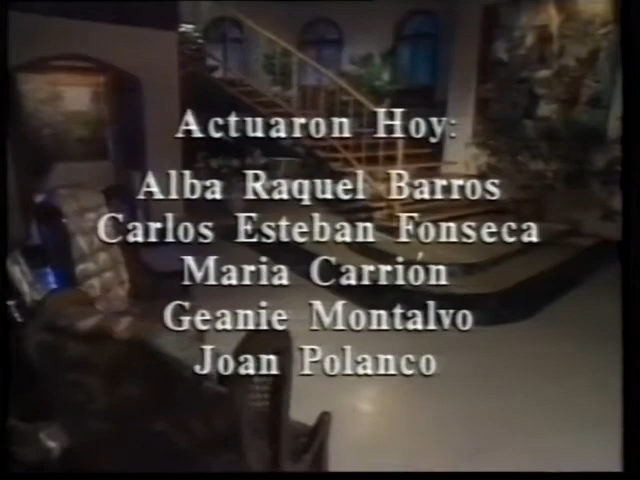 Actuaron Hoy:
Alba Raquel Barros
Carlos Esteban Fonseca
Maria Carrión
Geanie Montalvo
Joan Polanco